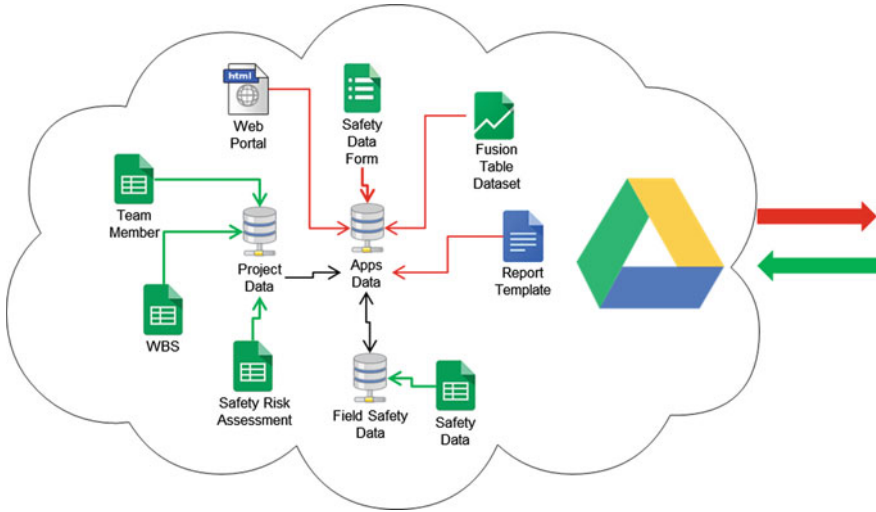 html
Web
Portal
Safety
Data
Form
Fusion
Table
Dataset
Team
Member
Project
Data
Apps
Data
Report
Template
WBS
Safety Risk
Assessment
Field Safety
Data
Safety
Data